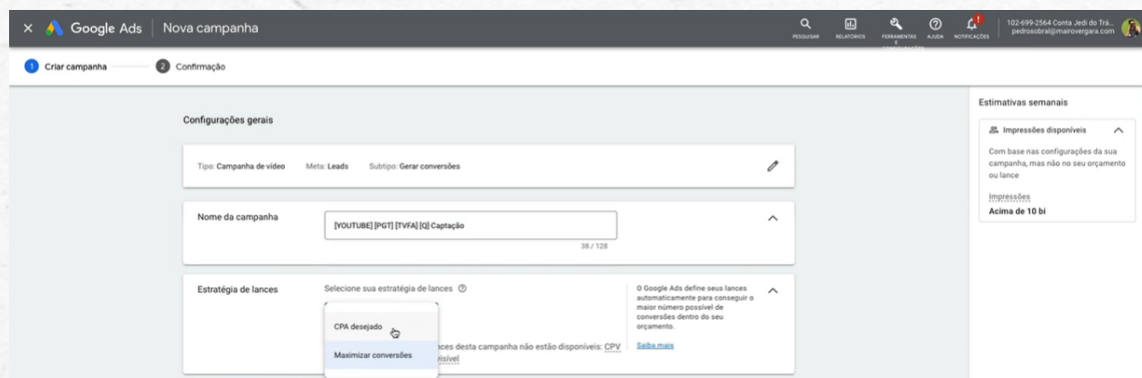 Google Ads
Nova campanha
PESQUISAR
RELATÓRIOS
FERRAMENTAS
E
AJUDA
NOTIFICAÇÕES
102-699-2564 Conta Jedi do Trá...
pedrosobral@mairovergara.com
1 Criar campanha
2 Confirmação
Configurações gerais
Tipo: Campanha de vídeo Meta: Leads Subtipo: Gerar conversões
Nome da campanha
[YOUTUBE] [PGT] [TVFA] [Q] Captação
38 / 128
Estratégia de lances
Selecione sua estratégia de lances
CPA desejado
Maximizar conversões
nces desta campanha não estão disponíveis: CPV
visível
O Google Ads define seus lances
automaticamente para conseguir o
maior número possível de
conversões dentro do seu
orçamento.
Saiba mais
Estimativas semanais
Impressões disponíveis
Com base nas configurações da sua
campanha, mas não no seu orçamento
ou lance
Impressões
Acima de 10 bi